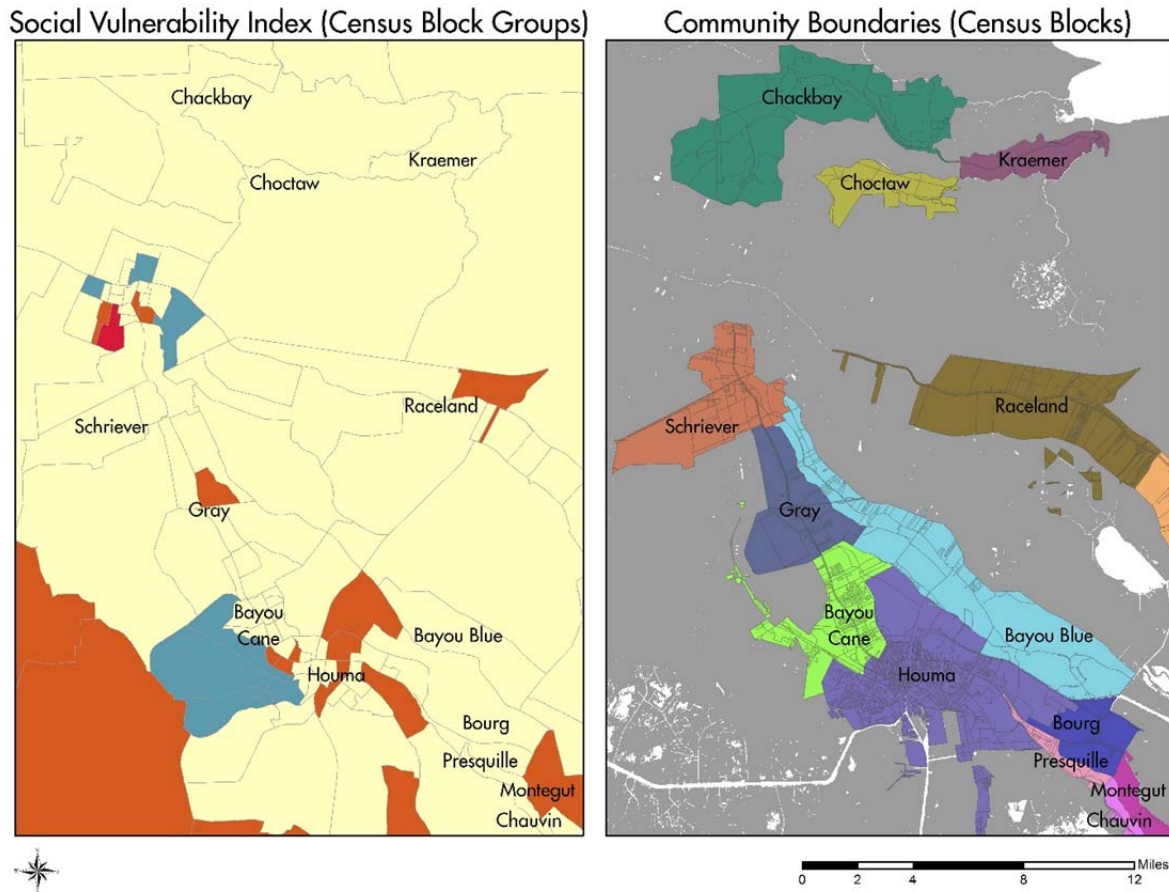 Social Vulnerability Index (Census Block Groups)
Chackbay
Kraemer
Choctaw
Raceland
Schriever
Gray
Bayou
Cane
Bayou Blue
Houma
Bourg
Presquille
Montegut
Chauvin
Community Boundaries (Census Blocks)
Chackbay
Kraemer
Choctaw
Raceland
Schriever
Gray
Bayou
Cane
Bayou Blue
Houma
Bourg
Presquille
Montegut
Chauvin
Miles
0 2 4 8 12